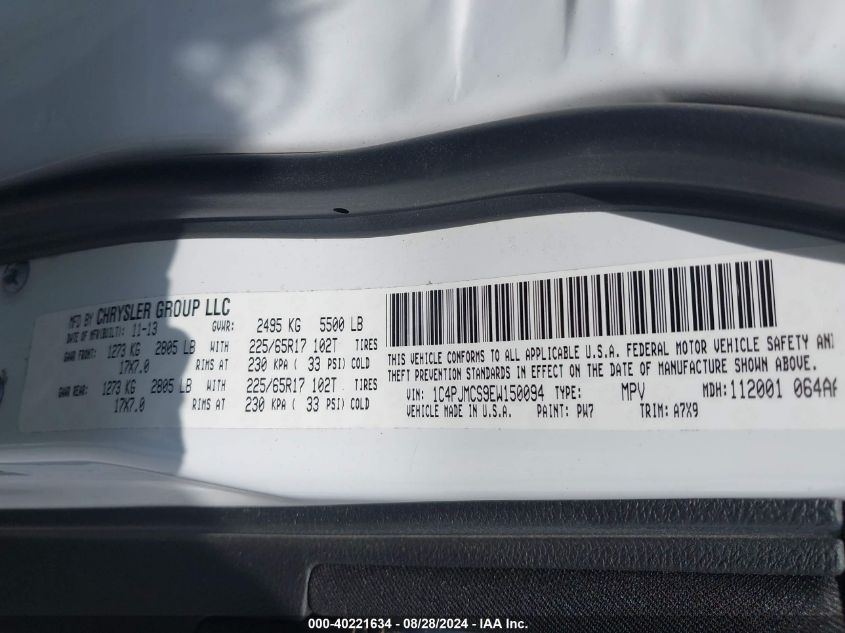 MFD BY CHRYSLER GROUP LLC
DATE OF MFR(BUILT): 11-13 GVWR: 2495 KG 5500 LB
GAWR FRONT: 1273 KG 2805 LB WITH 225/65R17 102T TIRES
17X7.0 RIMS AT 230 KPA ( 33 PSI) COLD
GAWR REAR: 1273 KG 2805 LB WITH 225/65R17 102T TIRES
17X7.0 RIMS AT 230 KPA ( 33 PSI) COLD
THIS VEHICLE CONFORMS TO ALL APPLICABLE U.S.A. FEDERAL MOTOR VEHICLE SAFETY AND
THEFT PREVENTION STANDARDS IN EFFECT ON THE DATE OF MANUFACTURE SHOWN ABOVE.
VIN: 1C4PJMCS9EW150094 TYPE: MPV MDH: 112001 064AA
VEHICLE MADE IN U.S.A. PAINT: PW7 TRIM: A7X9
000-40221634 / 08/28/2024 - IAAI Inc.